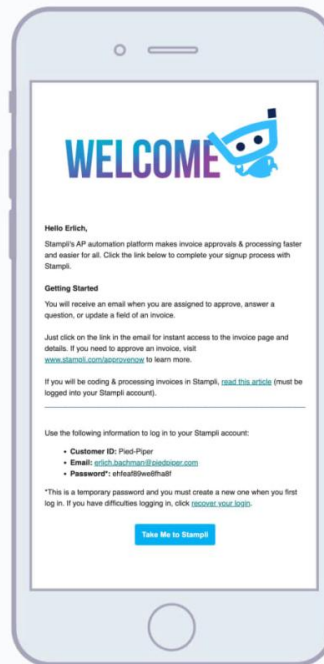 WELCOME
Hello Erlich,
Stampli's AP automation platform makes invoice approvals & processing faster
and easier for all. Click the link below to complete your signup process with
Stampli.
Getting Started
You will receive an email when you are assigned to approve, answer a
question, or update a field of an invoice.
Just click on the link in the email for instant access to the invoice page and
details. If you need to approve an invoice, visit
www.stampli.com/approvenow to learn more.
If you will be coding & processing invoices in Stampli, read this article (must be
logged into your Stampli account).
Use the following information to log in to your Stampli account:
• Customer ID: Pied-Piper
• Email: erlich.bachman@piedpiper.com
• Password*: ehfeaf89we8fha8f
*This is a temporary password and you must create a new one when you first
log in. If you have difficulties logging in, click recover your login.
Take Me to Stampli